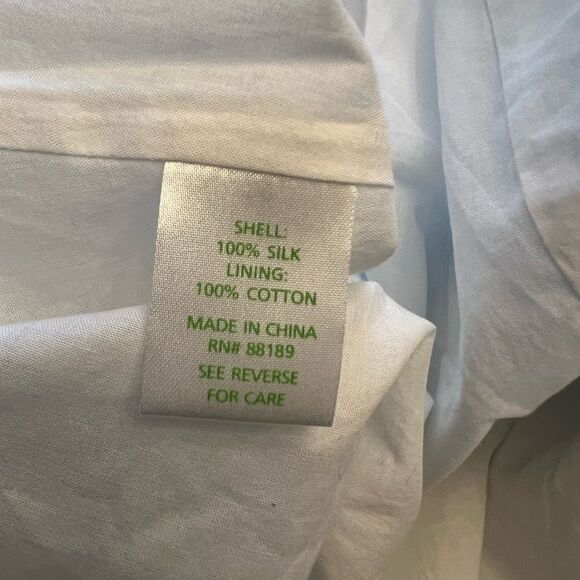 SHELL:
100% SILK
LINING:
100% COTTON
MADE IN CHINA
RN# 88189
SEE REVERSE
FOR CARE